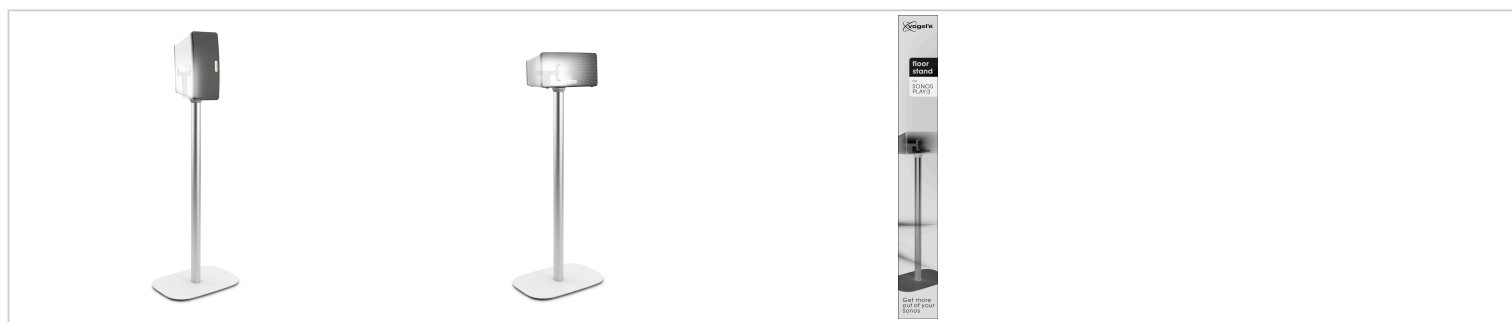 vogel's
floor
stand
for
SONOS
PLAY:3
Get more
out of your
Sonos